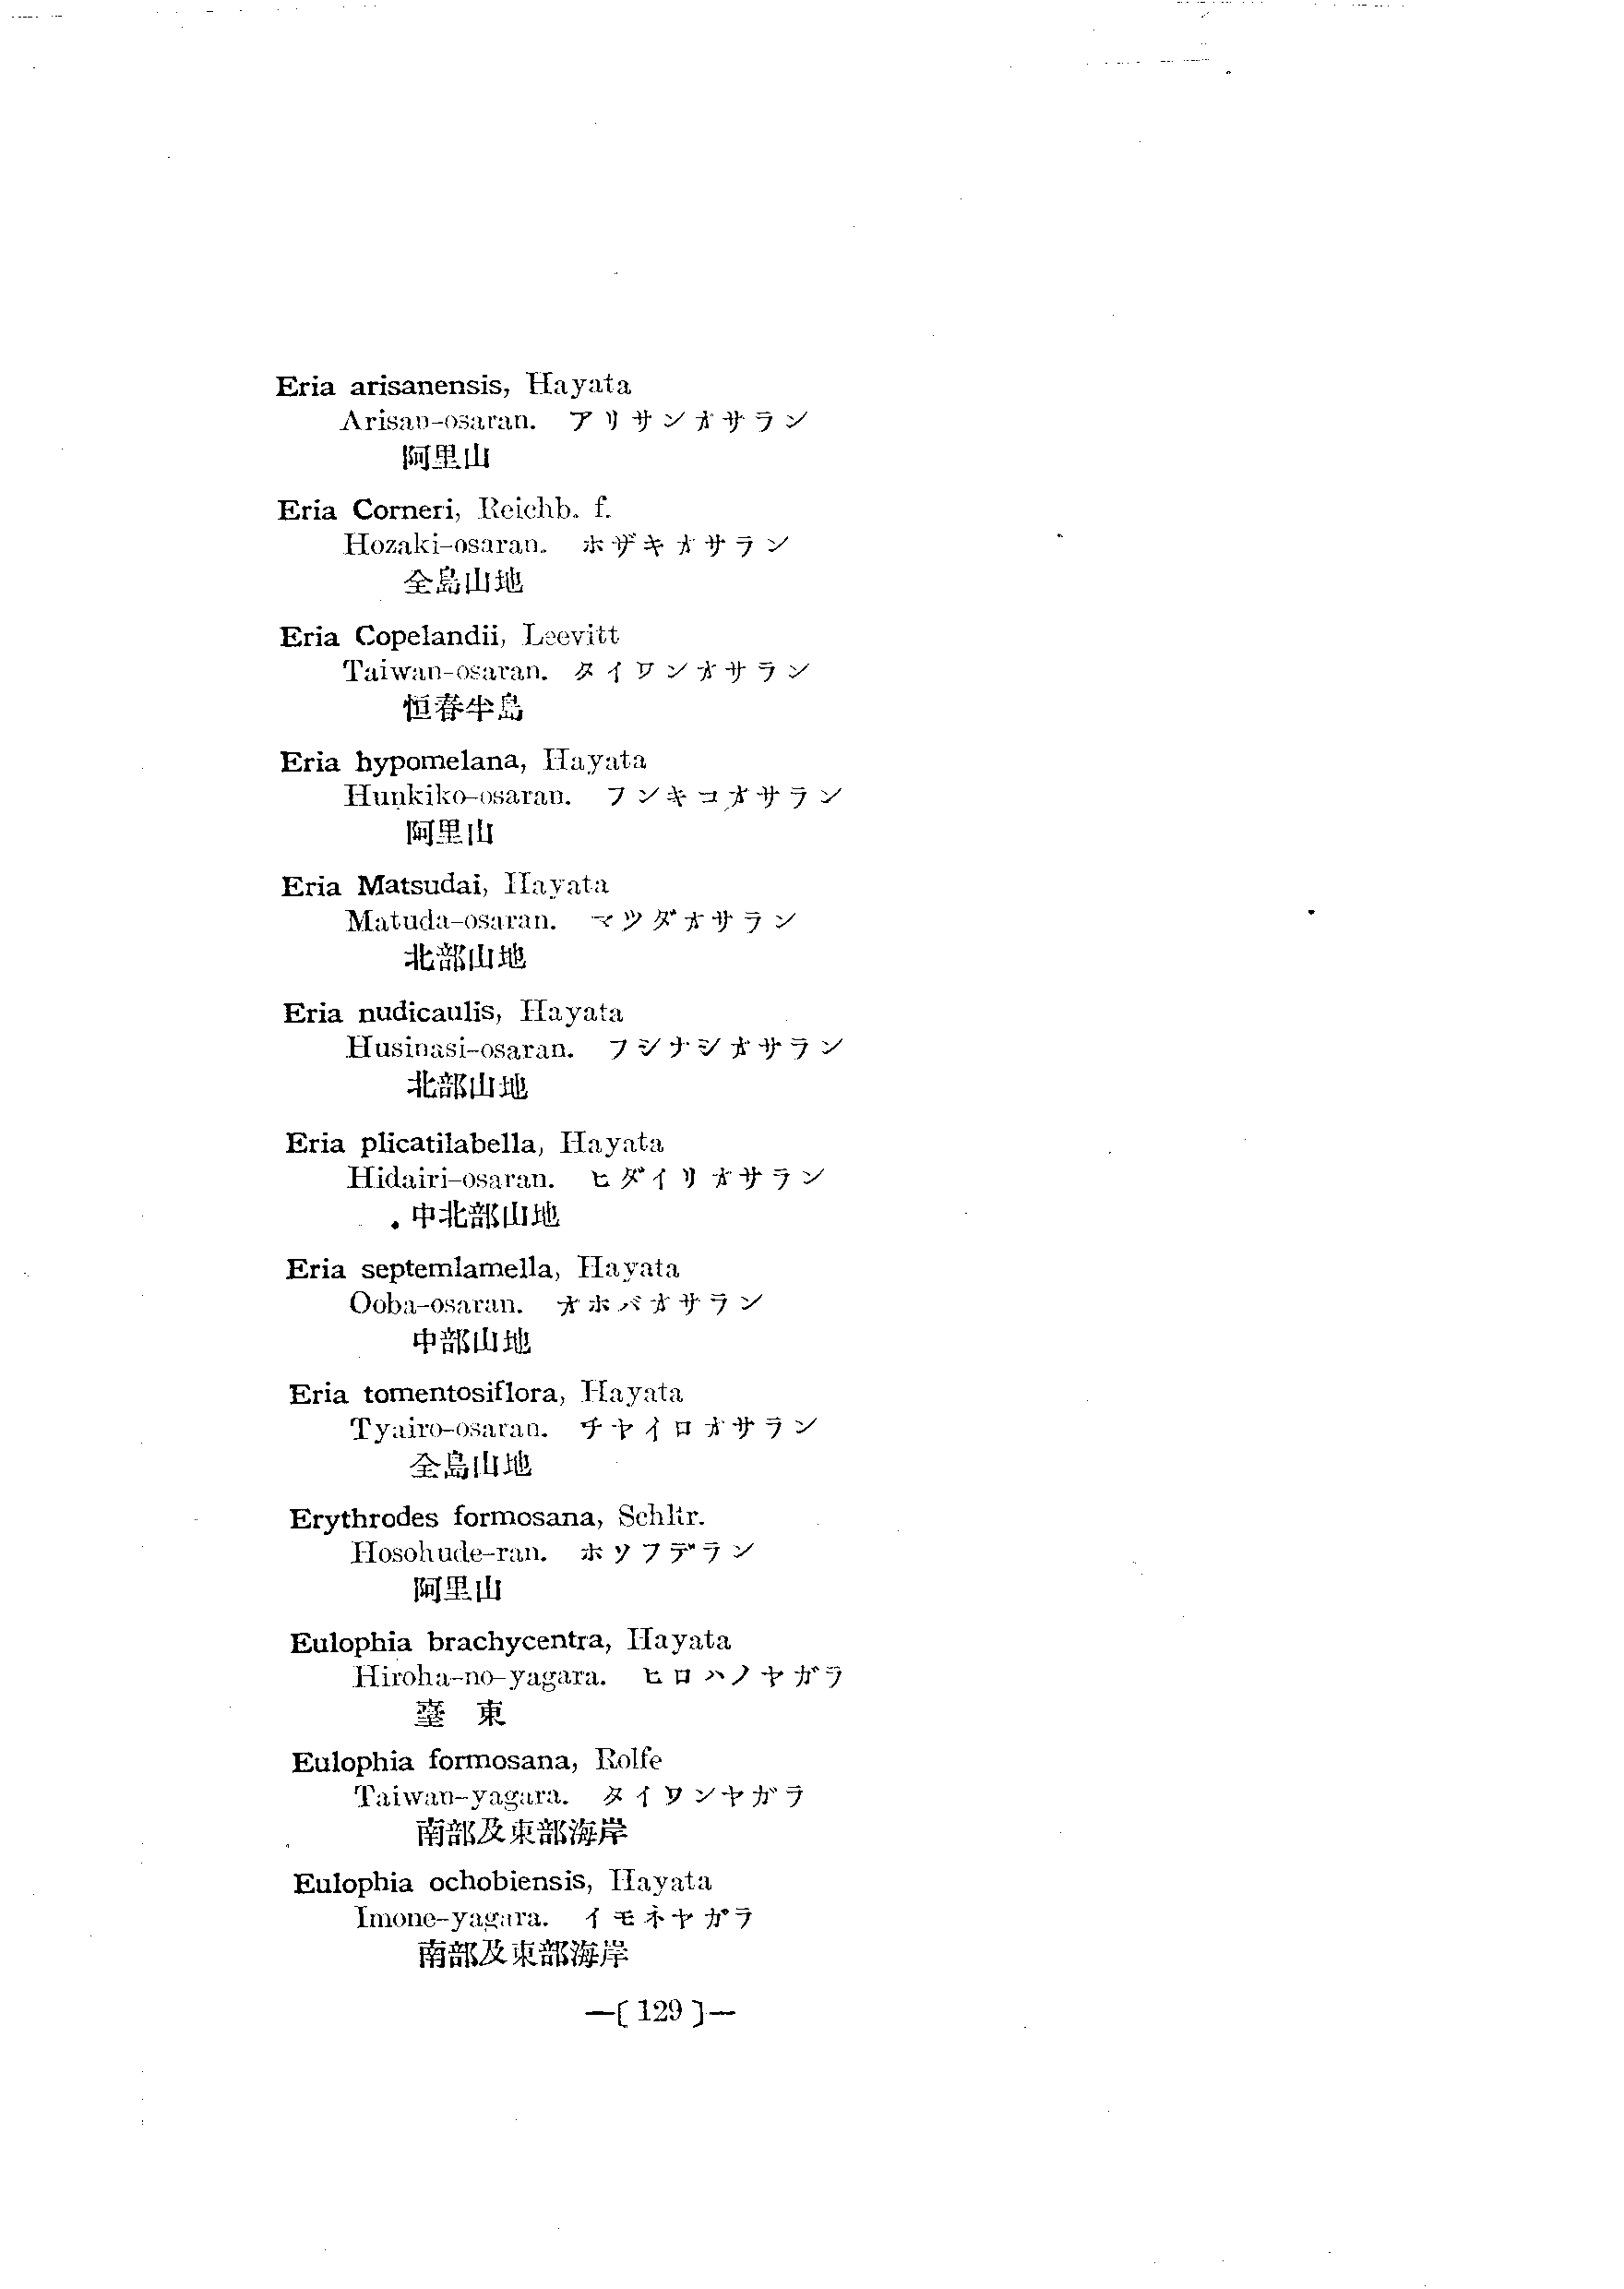 Eria arisanensis, Hayata
Arisan-osaran. アリサンオサラン
阿里山
Eria Corneri, Reichb. f.
Hozaki-osaran. ホザキオサラン
全島山地
Eria Copelandii, Leevitt
Taiwan-osaran. タイワンオサラン
恒春半島
Eria hypomelana, Hayata
Hunkiko-osaran. フンキコオサラン
阿里山
Eria Matsudai, Hayata
Matuda-osaran. マツダオサラン
北部山地
Eria nudicaulis, Hayata
Husinasi-osaran. フシナシオサラン
北部山地
Eria plicatilabella, Hayata
Hidairi-osaran. ヒダイリオサラン
中北部山地
Eria septemlamella, Hayata
Ooba-osaran. オホバオサラン
中部山地
Eria tomentosiflora, Hayata
Tyairo-osaran. チヤイロオサラン
全島山地
Erythrodes formosana, Schltr.
Hosohude-ran. ホソフデラン
阿里山
Eulophia brachycentra, Hayata
Hiroha-no-yagara. ヒロハノヤガラ
臺 東
Eulophia formosana, Rolfe
Taiwan-yagara. タイワンヤガラ
南部及東部海岸
Eulophia ochobiensis, Hayata
Imone-yagara. イモネヤガラ
南部及東部海岸
—( 129 )—